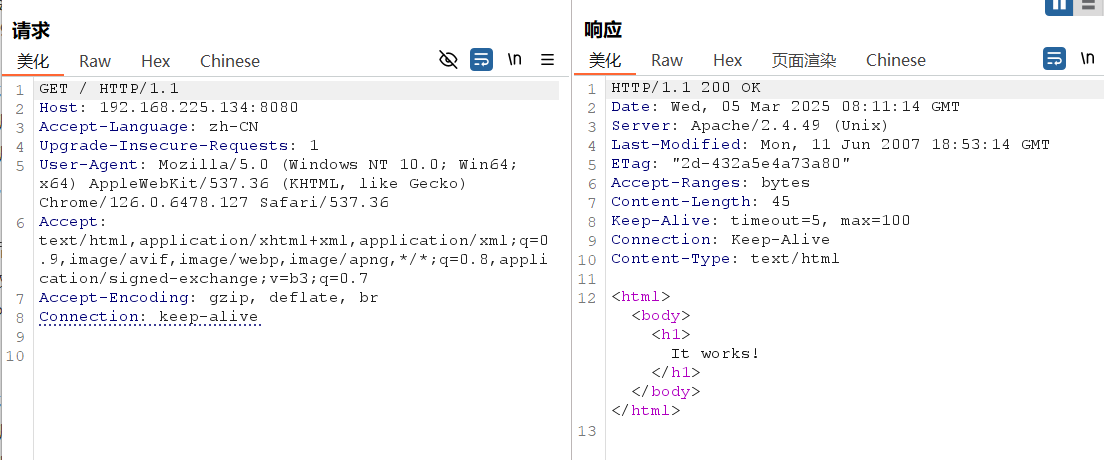 请求
美化 Raw Hex Chinese \n
1 GET / HTTP/1.1
2 Host: 192.168.225.134:8080
3 Accept-Language: zh-CN
4 Upgrade-Insecure-Requests: 1
5 User-Agent: Mozilla/5.0 (Windows NT 10.0; Win64;
x64) AppleWebKit/537.36 (KHTML, like Gecko)
Chrome/126.0.6478.127 Safari/537.36
6 Accept:
text/html,application/xhtml+xml,application/xml;q=0
.9,image/avif,image/webp,image/apng,*/*;q=0.8,appli
cation/signed-exchange;v=b3;q=0.7
7 Accept-Encoding: gzip, deflate, br
8 Connection: keep-alive
9
10
响应
美化 Raw Hex 页面渲染 Chinese \n
1 HTTP/1.1 200 OK
2 Date: Wed, 05 Mar 2025 08:11:14 GMT
3 Server: Apache/2.4.49 (Unix)
4 Last-Modified: Mon, 11 Jun 2007 18:53:14 GMT
5 ETag: "2d-432a5e4a73a80"
6 Accept-Ranges: bytes
7 Content-Length: 45
8 Keep-Alive: timeout=5, max=100
9 Connection: Keep-Alive
10 Content-Type: text/html
11
12 <html>
<body>
<h1>
It works!
</h1>
</body>
</html>
13